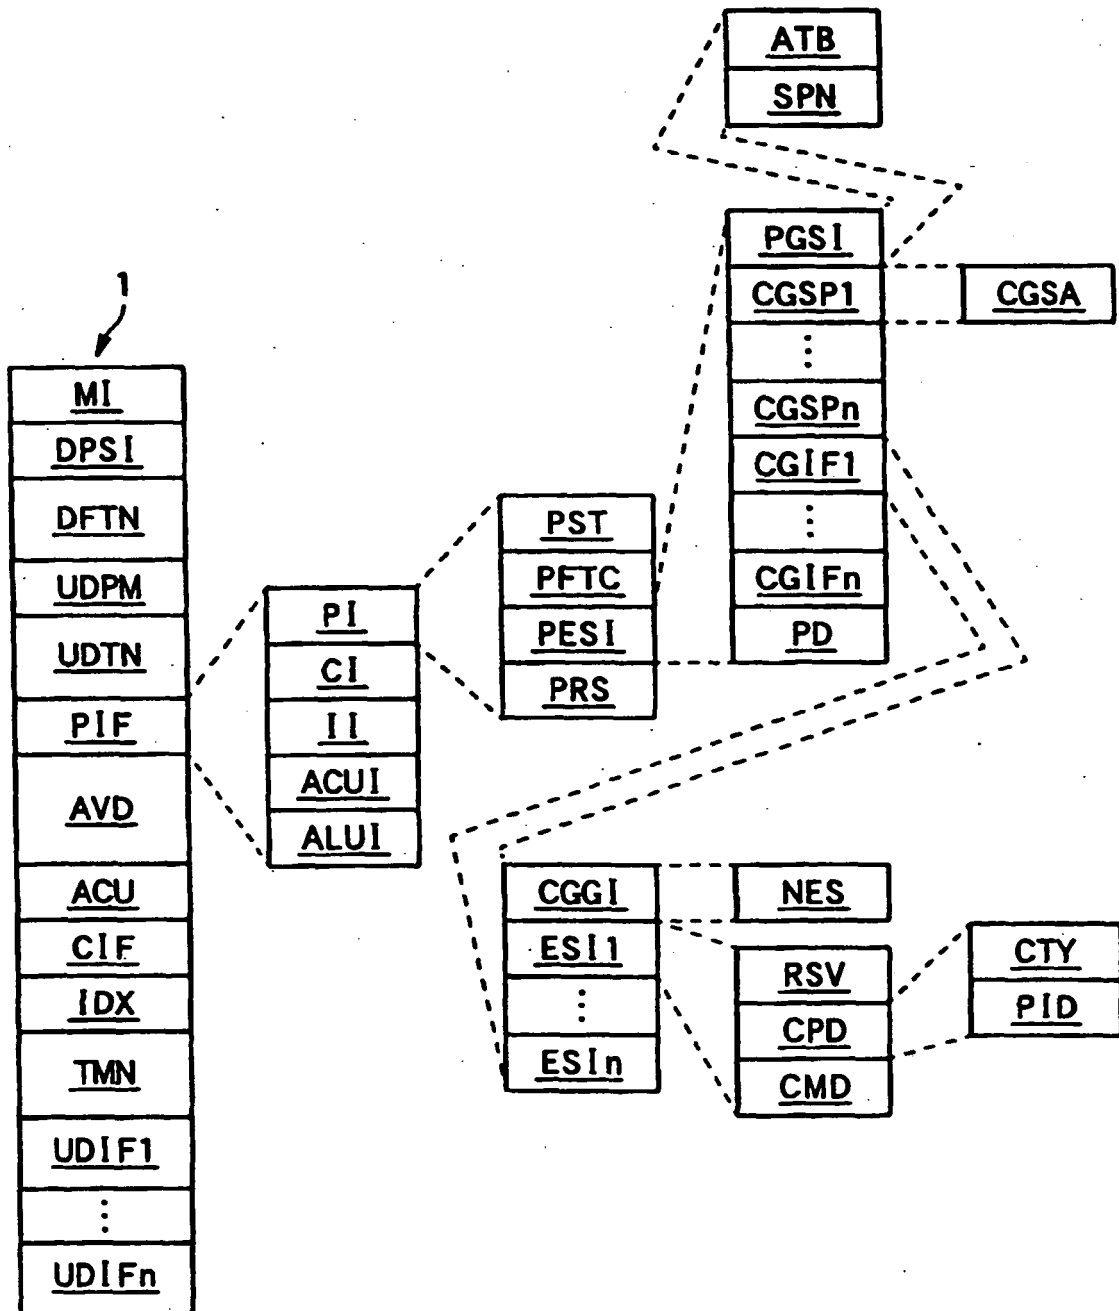 ATB
SPN
PGSI
CGSP1
⋮
CGSPn
CGIF1
⋮
CGIFn
PD
CGSA
1
MI
DPSI
DFTN
UDPM
UDTN
PIF
AVD
ACU
CIF
IDX
TMN
UDIF1
⋮
UDIFn
PI
CI
II
ACUI
ALUI
PST
PFTC
PESI
PRS
CGGI
ESI1
⋮
ESIn
NES
RSV
CPD
CMD
CTY
PID